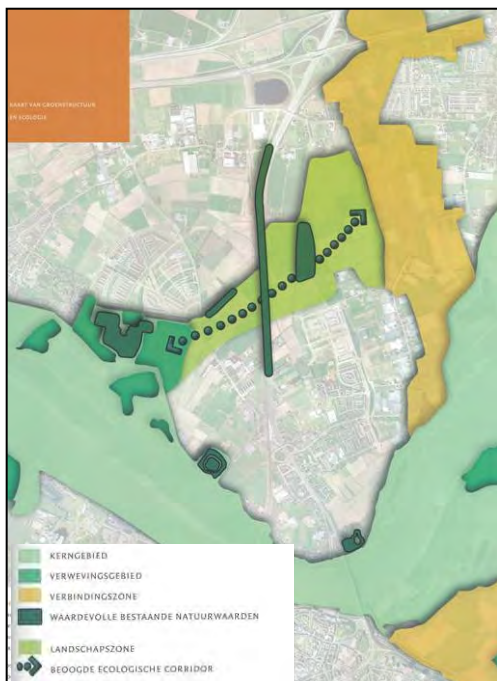 KAART VAN GROENSTRUCTUUR
EN ECOLOGIE
KERNGEBIED
VERWEVINGSGEBIED
VERBINDINGSZONE
WAARDEVOLLE BESTAANDE NATUURWAARDEN
LANDSCHAPSZONE
BEOOGDE ECOLOGISCHE CORRIDOR